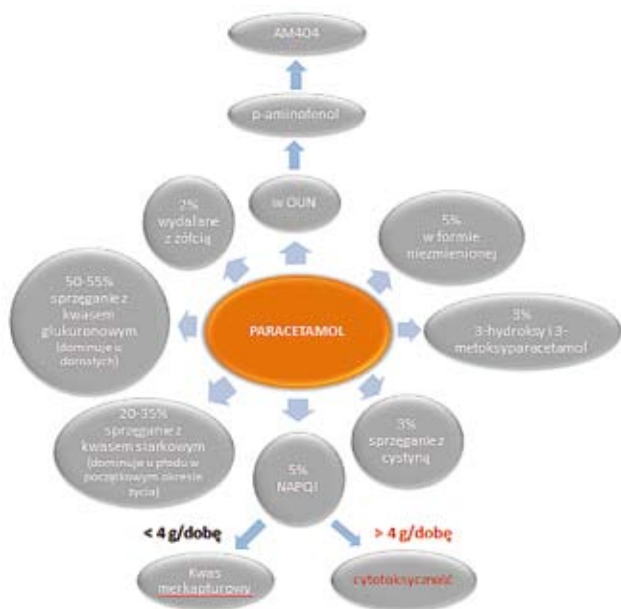 AM404
p-aminofenol
w OUN
2%
wydalane
z żółcią
5%
w formie
niezmienionej
50-55%
sprzęganie z
kwasem
glukuronowym
(dominuje u
dorosłych)
PARACETAMOL
3%
3-hydroksy i 3-
metoksyparacetamol
20-35%
sprzęganie z
kwasem siarkowym
(dominuje u płodu w
początkowym okresie
życia)
5%
NAPQI
3%
sprzęganie z
cystyną
< 4 g/dobę
> 4 g/dobę
Kwas
merkapturowy
cytotoksyczność